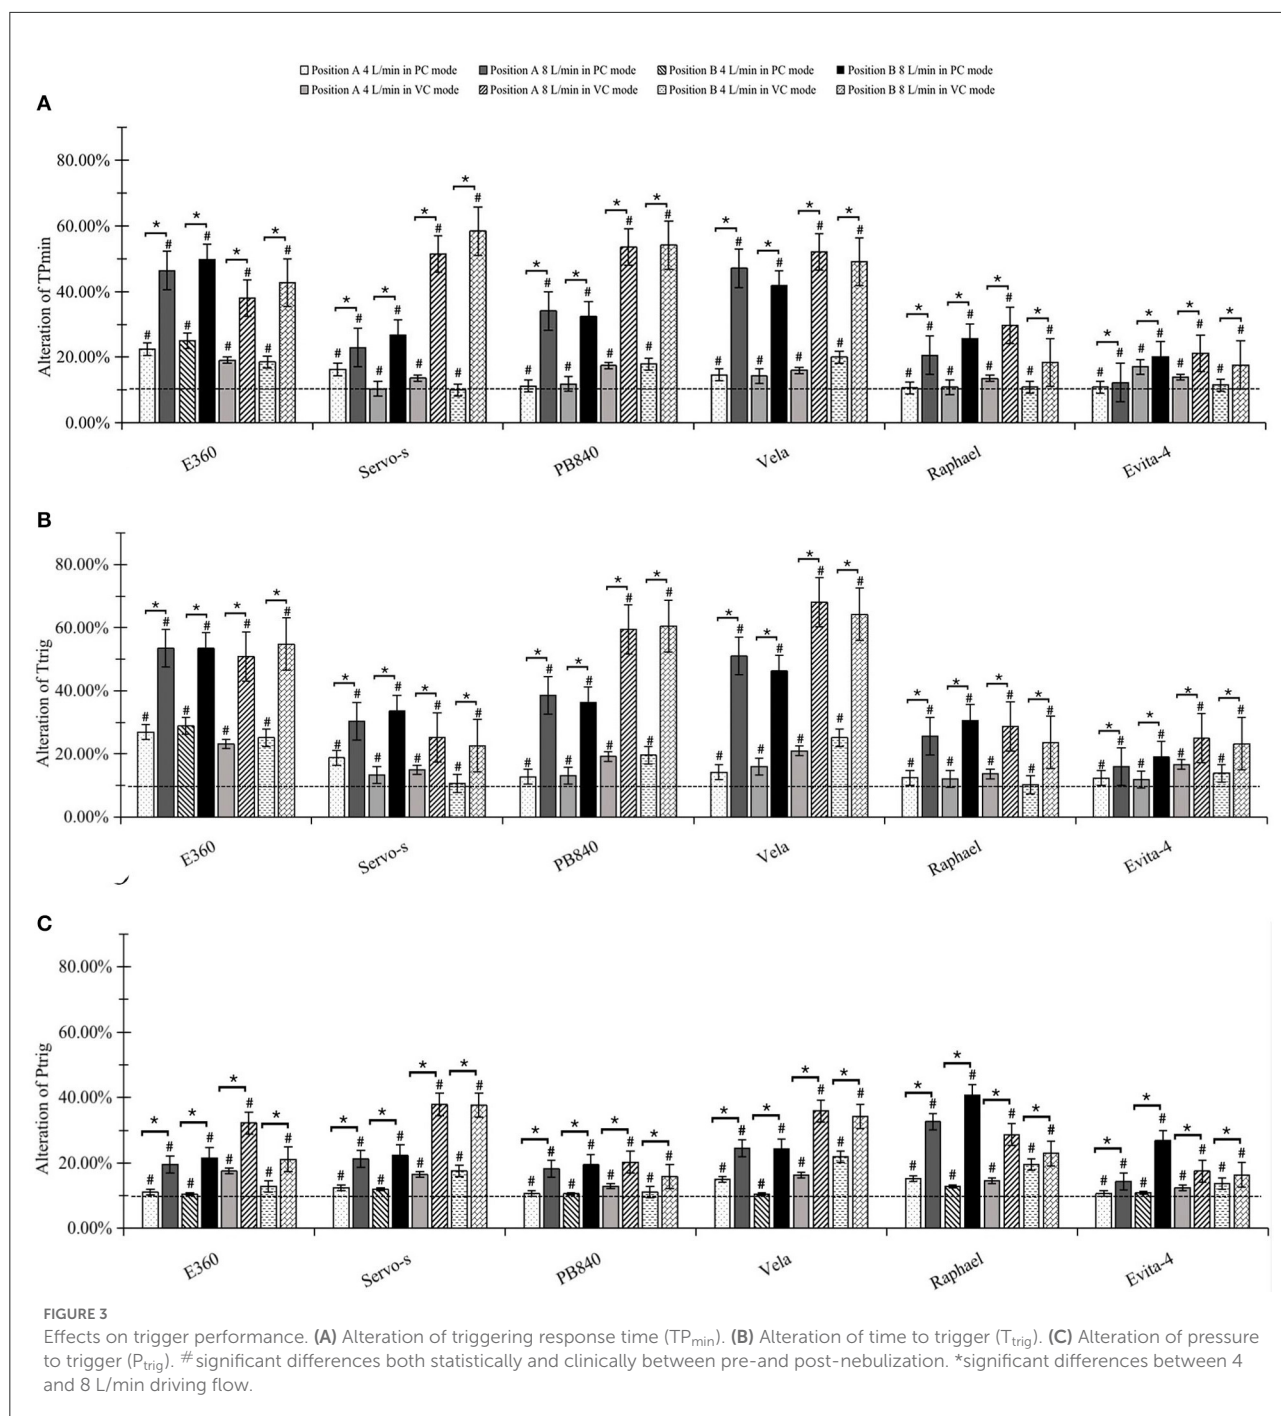 Position A 4 L/min in PC mode Position A 8 L/min in PC mode Position B 4 L/min in PC mode Position B 8 L/min in PC mode
Position A 4 L/min in VC mode Position A 8 L/min in VC mode Position B 4 L/min in VC mode Position B 8 L/min in VC mode
A
Alteration of TPmin
80.00%
60.00%
40.00%
20.00%
0.00%
E360 Servo-s PB840 Vela Raphael Evita-4
B
Alteration of Ttrig
80.00%
60.00%
40.00%
20.00%
0.00%
E360 Servo-s PB840 Vela Raphael Evita-4
C
Alteration of Ptrig
80.00%
60.00%
40.00%
20.00%
0.00%
E360 Servo-s PB840 Vela Raphael Evita-4
FIGURE 3
Effects on trigger performance. (A) Alteration of triggering response time (TPmin). (B) Alteration of time to trigger (Ttrig). (C) Alteration of pressure
to trigger (Ptrig). #significant differences both statistically and clinically between pre-and post-nebulization. *significant differences between 4
and 8 L/min driving flow.